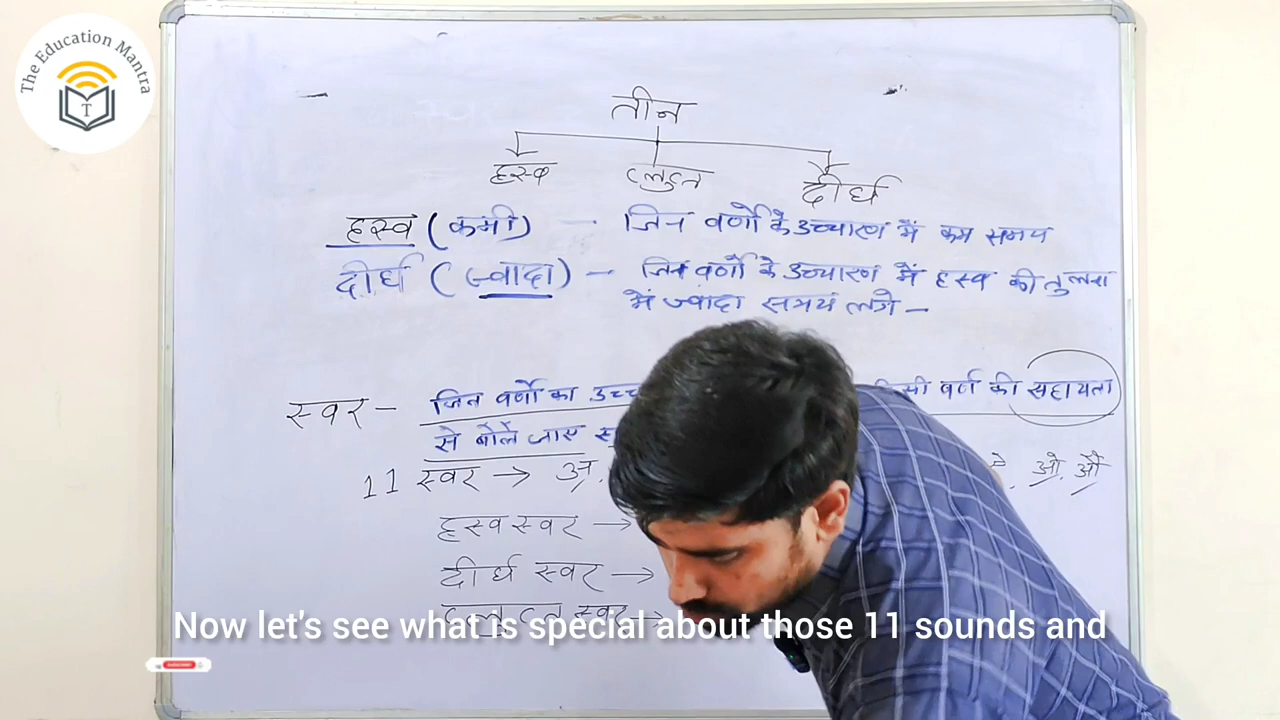 The Education Mantra
T
तीन
ह्रस्व प्लुत दीर्घ
ह्रस्व (कमी) - जिन वर्णो के उच्चारण में कम समय
दीर्घ (ज्यादा) - जिन वर्णो के उच्चारण में ह्रस्व की तुलना
में ज्यादा समय लगे -
स्वर - जिन वर्णो का वर्ण की सहायता
से बोलें जाए
11 स्वर → अ, ओ, औ
ह्रस्व स्वर →
दीर्घ स्वर →
प्लुत स्वर →
Now let's see what is special about those 11 sounds and